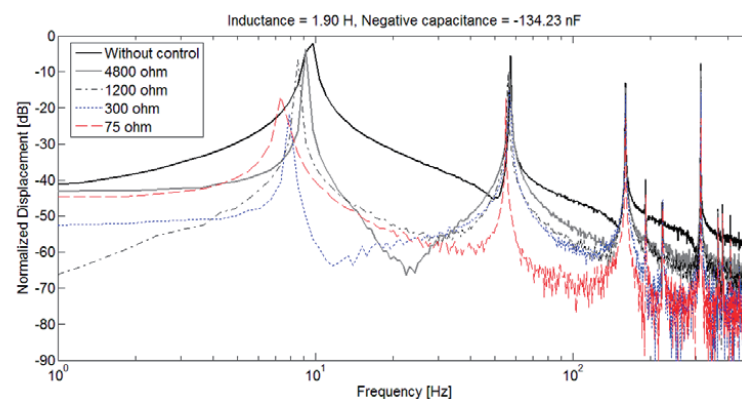 Inductance = 1.90 H, Negative capacitance = -134.23 nF
Normalized Displacement [dB]
0
-10
-20
-30
-40
-50
-60
-70
-80
-90
Without control
4800 ohm
1200 ohm
300 ohm
75 ohm
10^0 10^1 10^2
Frequency [Hz]